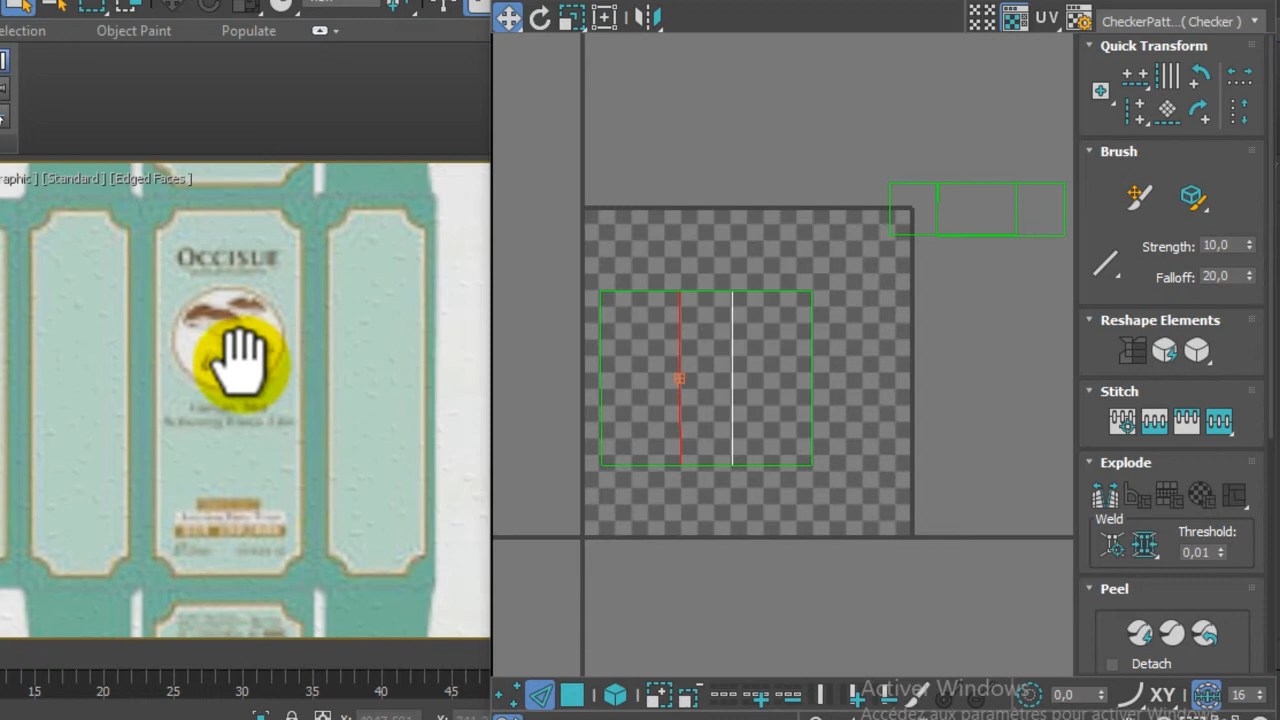 UV
CheckerPatt...( Checker )
election
Object Paint
Populate
Quick Transform
Brush
raphic ] [Standard ] [Edged Faces ]
OCCISUE
Strength: 10,0
Falloff: 20,0
Reshape Elements
Stitch
Explode
Weld
Threshold:
0,01
Peel
Detach
15 20 25 30 35 40 45
Activer Windows
0,0
XY
16
Accédez aux paramètres pour activer Windows